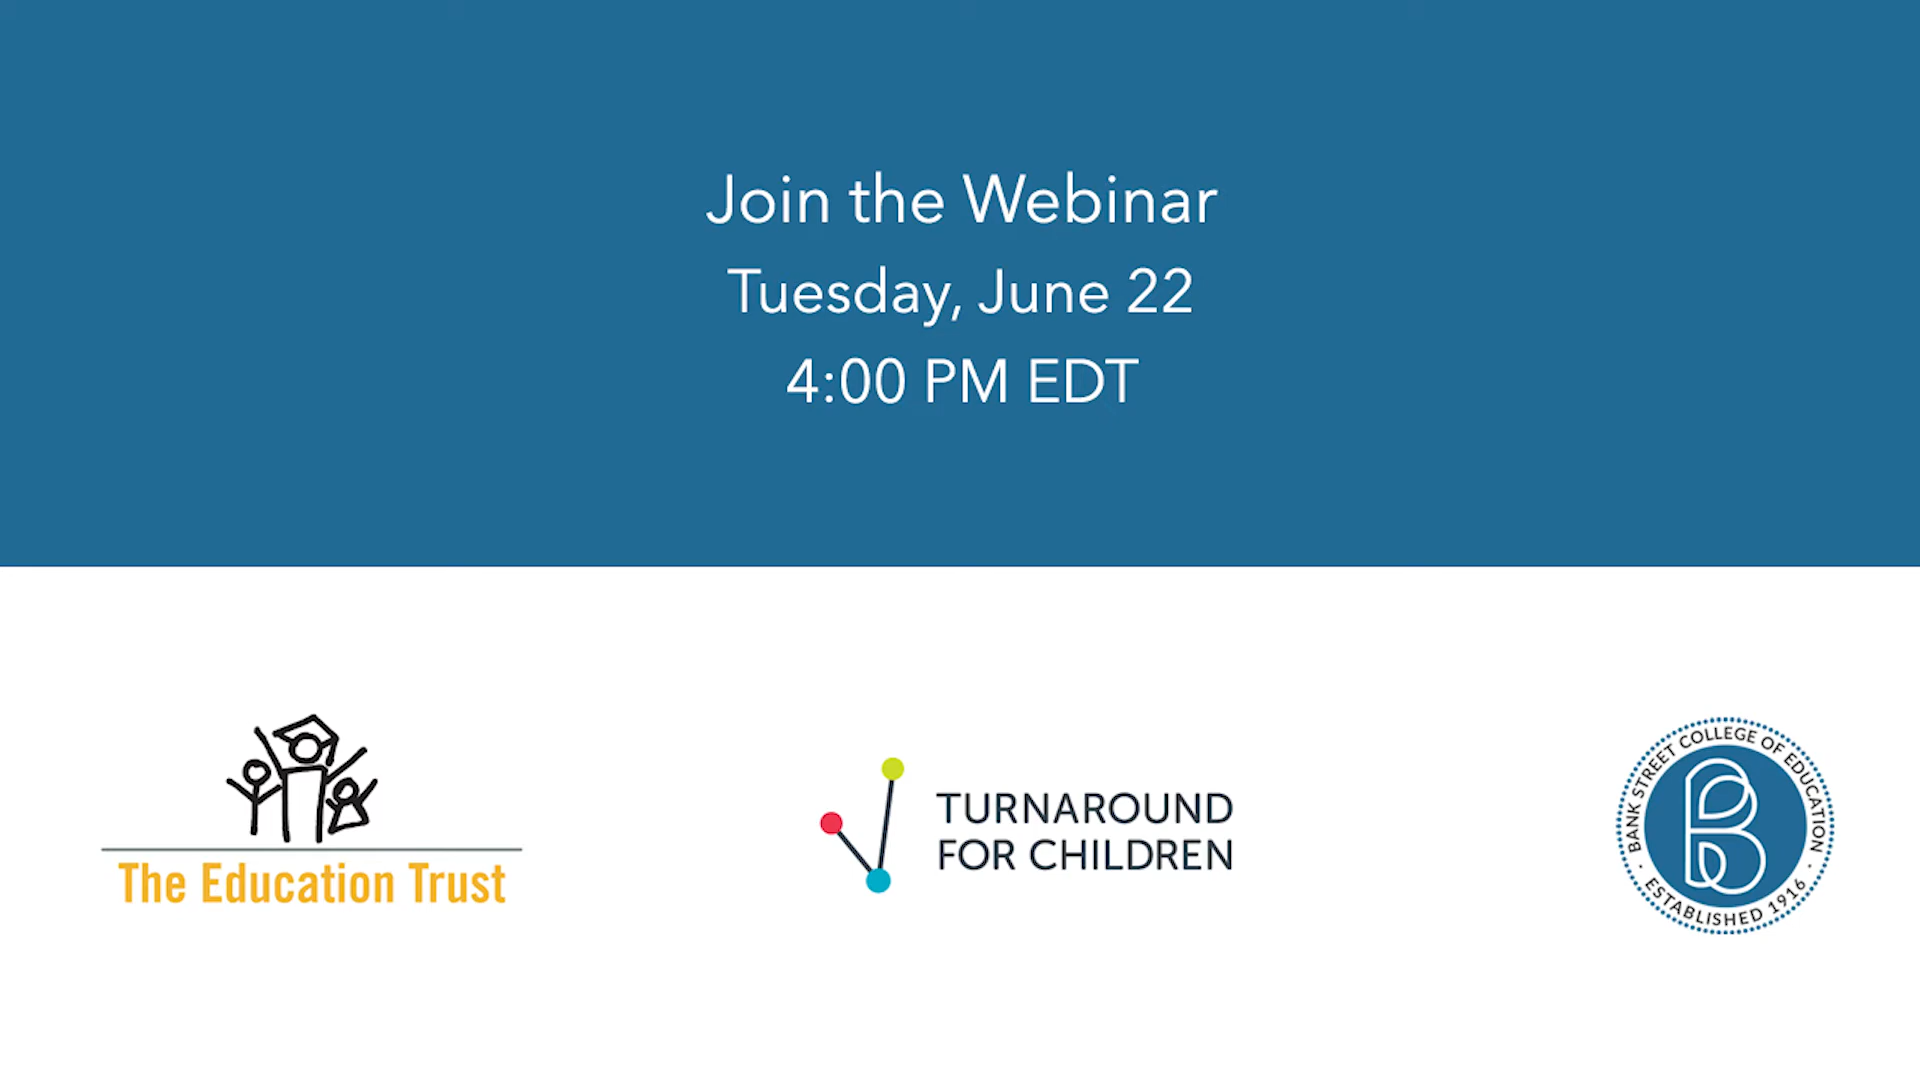 Join the Webinar
Tuesday, June 22
4:00 PM EDT
The Education Trust
TURNAROUND
FOR CHILDREN
BANK STREET COLLEGE OF EDUCATION
· ESTABLISHED 1916 ·